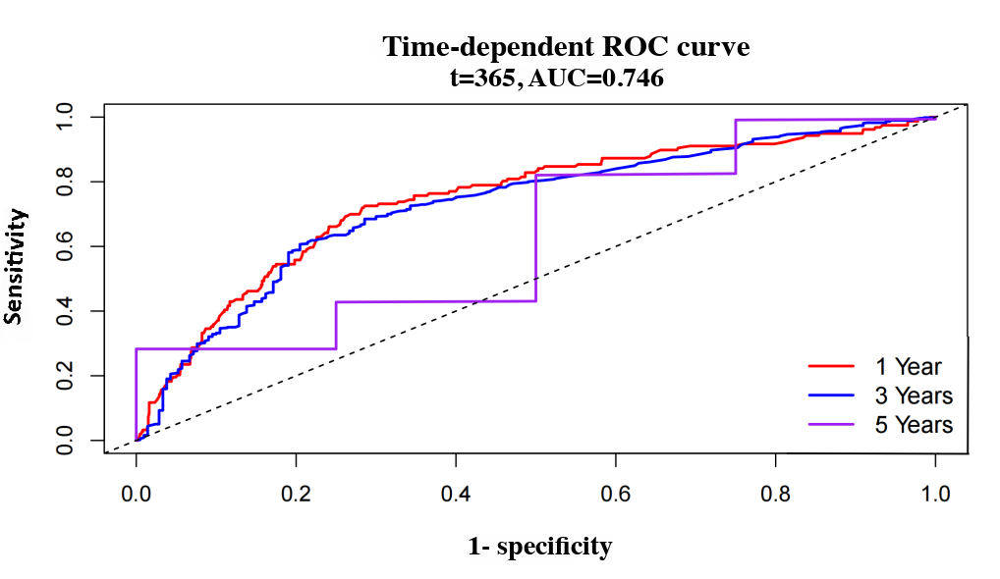 Time-dependent ROC curve
t=365, AUC=0.746
1.0
0.8
0.6
0.4
0.2
0.0
Sensitivity
1 Year
3 Years
5 Years
0.0 0.2 0.4 0.6 0.8 1.0
1- specificity